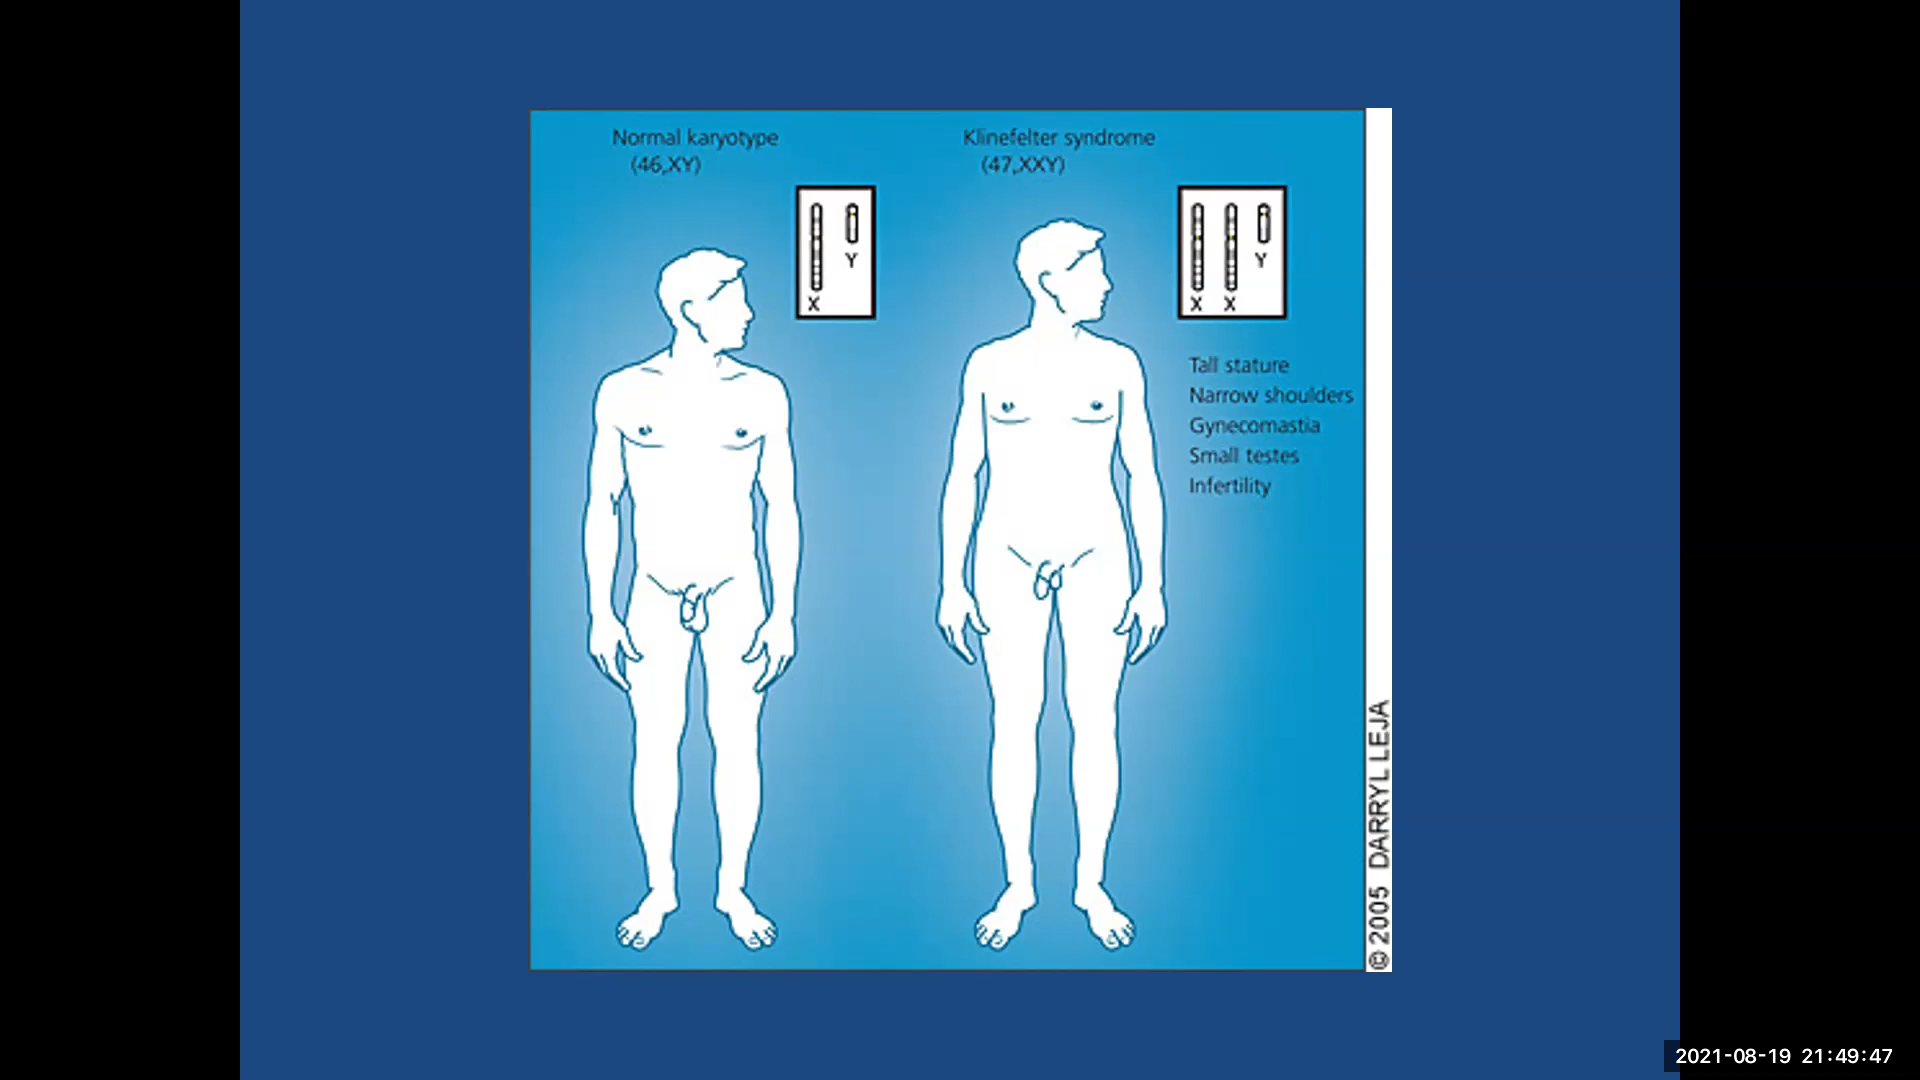 Normal karyotype
(46,XY)
Klinefelter syndrome
(47,XXY)
X
Y
X
X
Y
Tall stature
Narrow shoulders
Gynecomastia
Small testes
Infertility
© 2005 DARRYL LEJA
2021-08-19 21:49:47